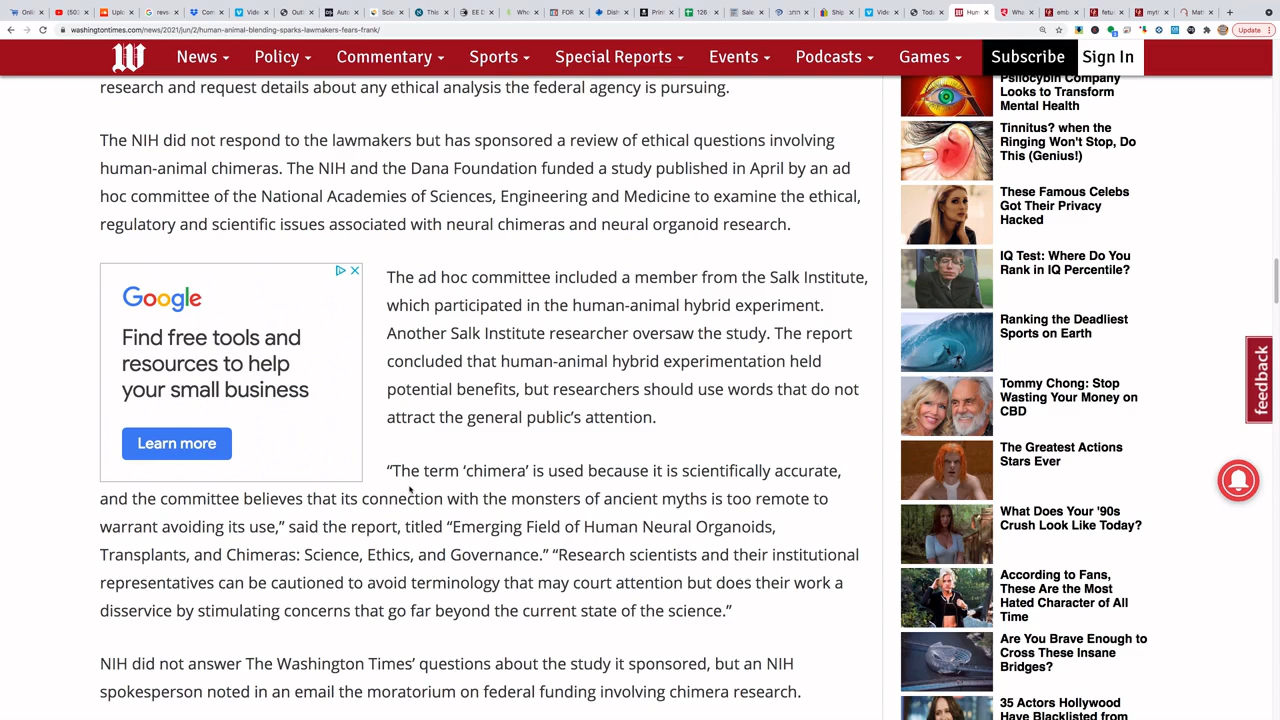 washingtontimes.com/news/2021/jun/2/human-animal-blending-sparks-lawmakers-fears-frank/
Update
W
News
Policy
Commentary
Sports
Special Reports
Events
Podcasts
Games
Subscribe
Sign In
research and request details about any ethical analysis the federal agency is pursuing.
The NIH did not respond to the lawmakers but has sponsored a review of ethical questions involving
human-animal chimeras. The NIH and the Dana Foundation funded a study published in April by an ad
hoc committee of the National Academies of Sciences, Engineering and Medicine to examine the ethical,
regulatory and scientific issues associated with neural chimeras and neural organoid research.
Google
Find free tools and
resources to help
your small business
Learn more
The ad hoc committee included a member from the Salk Institute,
which participated in the human-animal hybrid experiment.
Another Salk Institute researcher oversaw the study. The report
concluded that human-animal hybrid experimentation held
potential benefits, but researchers should use words that do not
attract the general public’s attention.
“The term ‘chimera’ is used because it is scientifically accurate,
and the committee believes that its connection with the monsters of ancient myths is too remote to
warrant avoiding its use,” said the report titled “Emerging Field of Human Neural Organoids,
Transplants, and Chimeras: Science, Ethics, and Governance.” “Research scientists and their institutional
representatives are cautioned to avoid terminology that may court attention but does their work a
disservice by stimulating concerns that go far beyond the current state of the science.”
NIH did not answer The Washington Times’ questions about the study it sponsored, but an NIH
spokesperson noted in an email the moratorium on federal funding involving chimera research.
Psilocybin Company
Looks to Transform
Mental Health
Tinnitus? when the
Ringing Won't Stop, Do
This (Genius!)
These Famous Celebs
Got Their Privacy
Hacked
IQ Test: Where Do You
Rank in IQ Percentile?
Ranking the Deadliest
Sports on Earth
Tommy Chong: Stop
Wasting Your Money on
CBD
The Greatest Actions
Stars Ever
What Does Your '90s
Crush Look Like Today?
According to Fans,
These Are the Most
Hated Character of All
Time
Are You Brave Enough to
Cross These Insane
Bridges?
35 Actors Hollywood
Have Blacklisted from
feedback